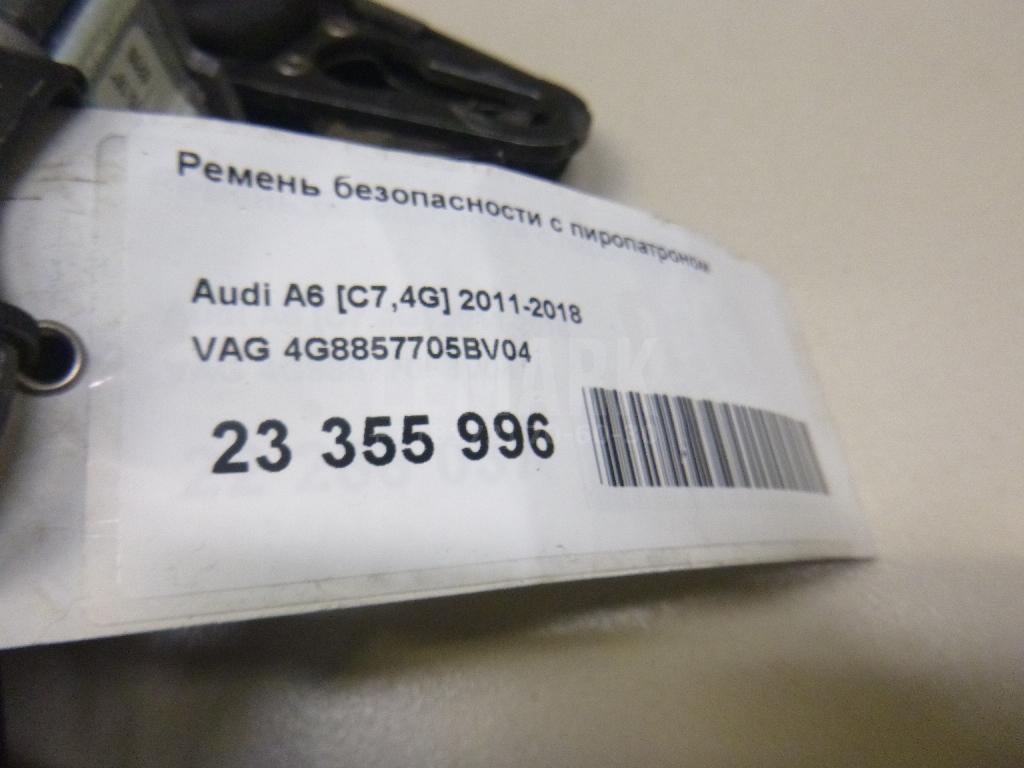 Ремень безопасности с пиропатроном
Audi A6 [C7,4G] 2011-2018
VAG 4G8857705BV04
23 355 996